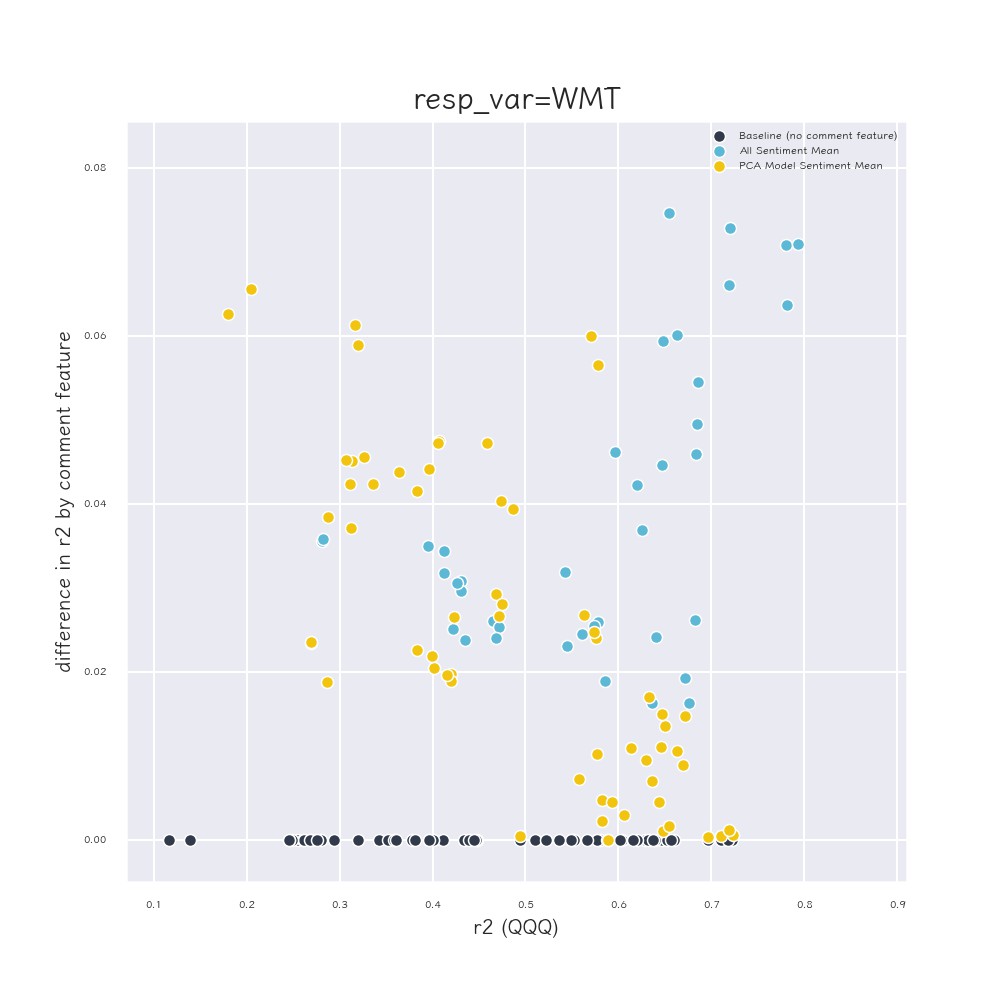 resp_var=WMT
Baseline (no comment feature)
All Sentiment Mean
PCA Model Sentiment Mean
difference in r2 by comment feature
0.08
0.06
0.04
0.02
0.00
0.1 0.2 0.3 0.4 0.5 0.6 0.7 0.8 0.9
r2 (QQQ)